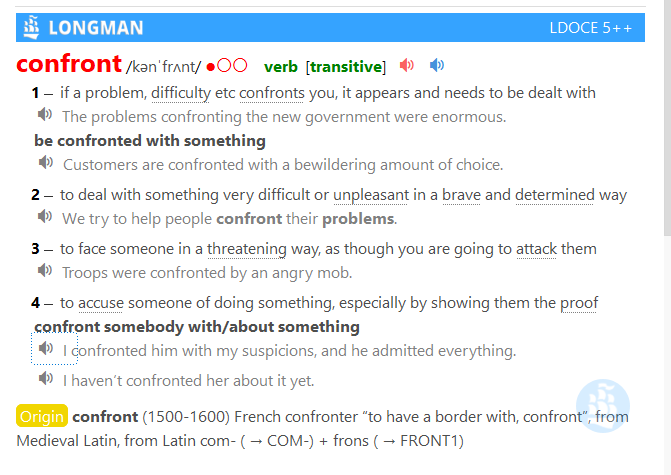 LONGMAN LDOCE 5++
confront /kənˈfrʌnt/ ●○○ verb [transitive]
1 – if a problem, difficulty etc confronts you, it appears and needs to be dealt with
The problems confronting the new government were enormous.
be confronted with something
Customers are confronted with a bewildering amount of choice.
2 – to deal with something very difficult or unpleasant in a brave and determined way
We try to help people confront their problems.
3 – to face someone in a threatening way, as though you are going to attack them
Troops were confronted by an angry mob.
4 – to accuse someone of doing something, especially by showing them the proof
confront somebody with/about something
I confronted him with my suspicions, and he admitted everything.
I haven’t confronted her about it yet.
Origin confront (1500-1600) French confronter “to have a border with, confront”, from
Medieval Latin, from Latin com- ( → COM-) + frons ( → FRONT1)